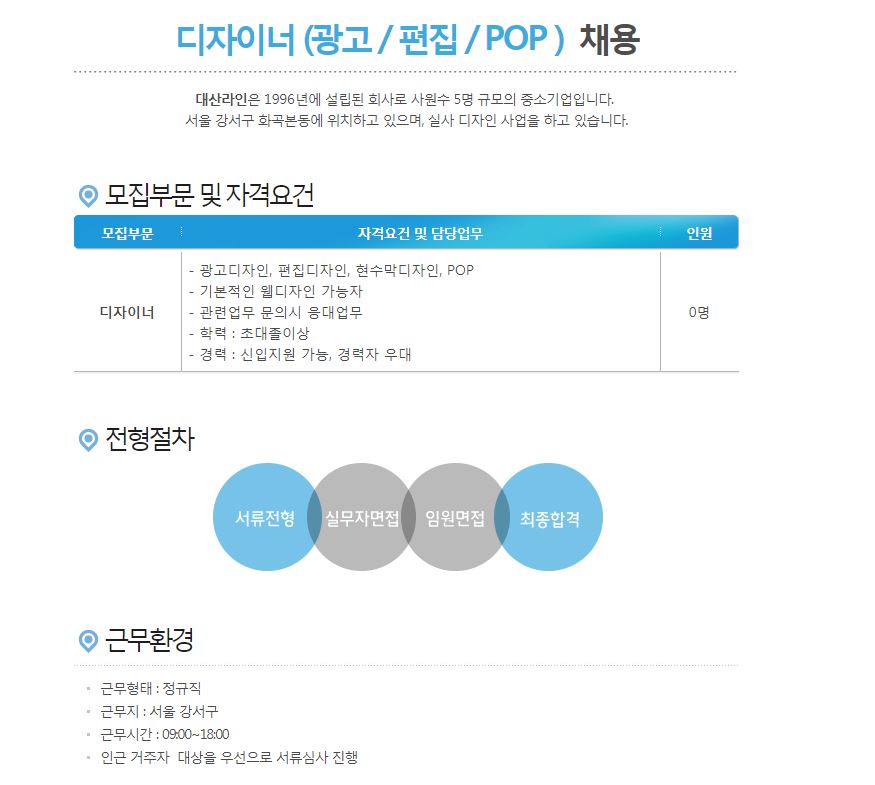 디자이너 (광고 / 편집 / POP ) 채용
대산라인은 1996년에 설립된 회사로 사원수 5명 규모의 중소기업입니다.
서울 강서구 화곡본동에 위치하고 있으며, 실사 디자인 사업을 하고 있습니다.
모집부문 및 자격요건
모집부문 자격요건 및 담당업무 인원
- 광고디자인, 편집디자인, 현수막디자인, POP
- 기본적인 웹디자인 가능자
디자이너 - 관련업무 문의시 응대업무 0명
- 학력 : 초대졸이상
- 경력 : 신입지원 가능, 경력자 우대
전형절차
서류전형 실무자면접 임원면접 최종합격
근무환경
근무형태 : 정규직
근무지 : 서울 강서구
근무시간 : 09:00~18:00
인근 거주자 대상을 우선으로 서류심사 진행